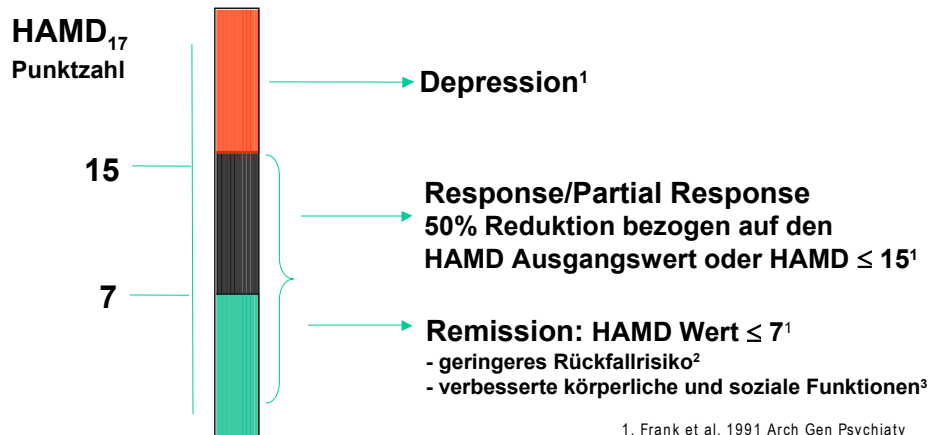 HAMD₁₇
Punktzahl
Depression¹
15
Response/Partial Response
50% Reduktion bezogen auf den
HAMD Ausgangswert oder HAMD ≤ 15¹
7
Remission: HAMD Wert ≤ 7¹
- geringeres Rückfallrisiko²
- verbesserte körperliche und soziale Funktionen³
1. Frank et al. 1991 Arch Gen Psychiaty